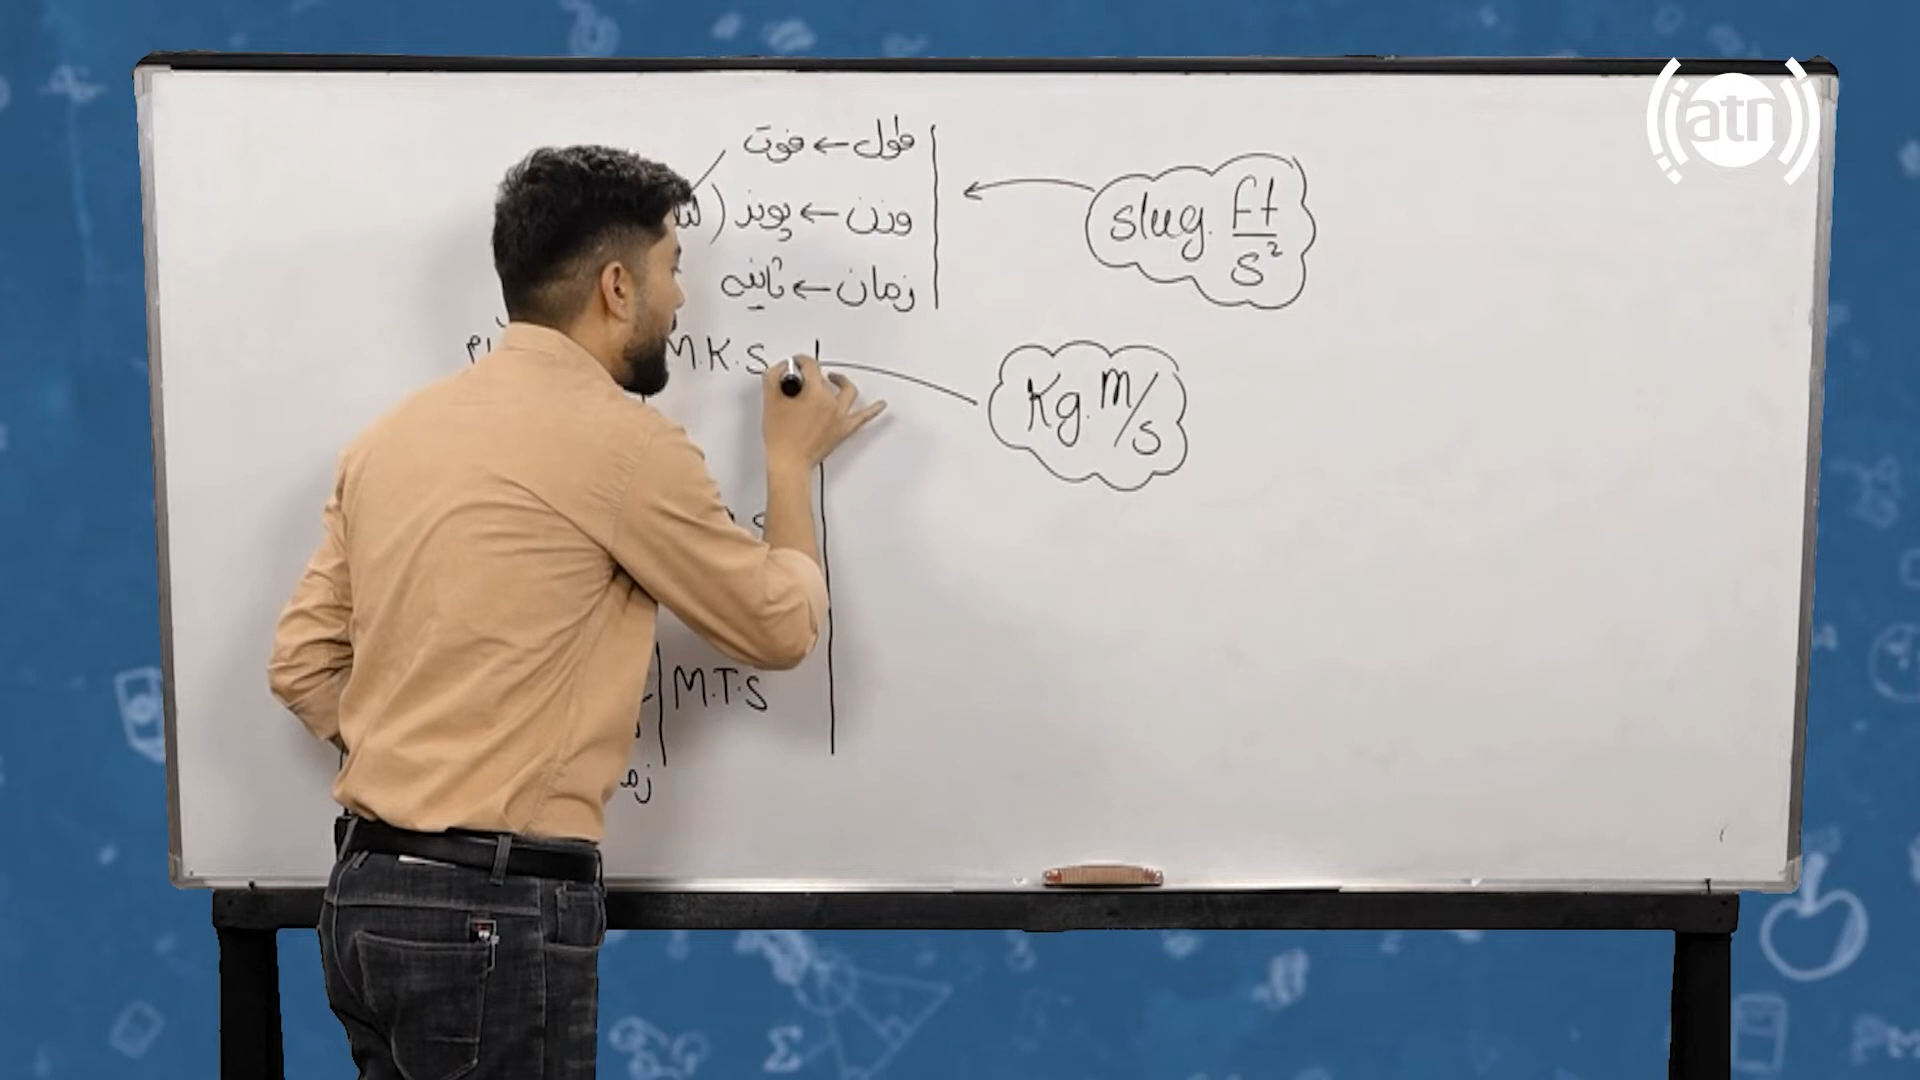 طول ← فوت
وزن ← پوند (
زمان ← ثانیه
slug. ft/s²
M.K.S
Kg. m/s
M.T.S
atn